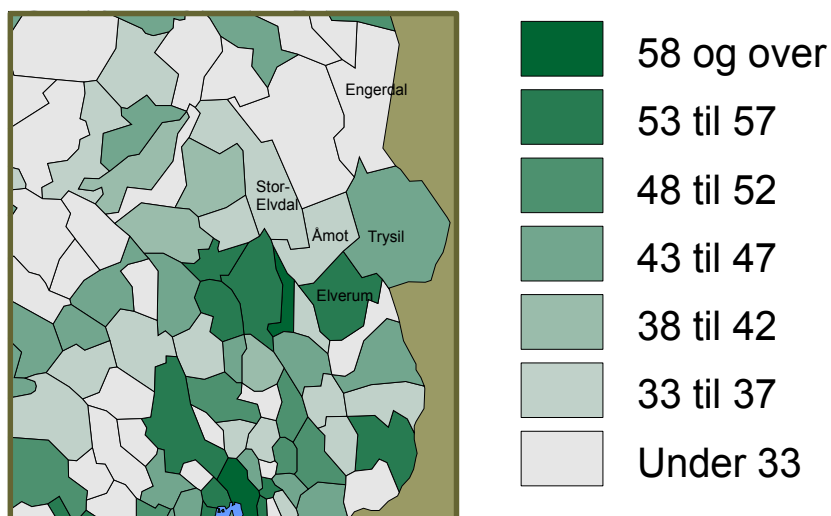 Engerdal
Stor-
Elvdal
Åmot
Trysil
Elverum
58 og over
53 til 57
48 til 52
43 til 47
38 til 42
33 til 37
Under 33